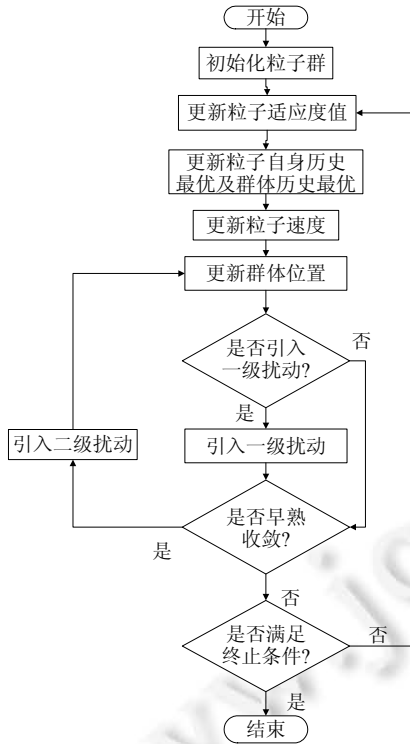 开始
初始化粒子群
更新粒子适应度值
更新粒子自身历史
最优及群体历史最优
更新粒子速度
更新群体位置
是否引入
一级扰动?
否
是
引入二级扰动
引入一级扰动
是否早熟
收敛?
是
否
是否满足
终止条件?
否
是
结束